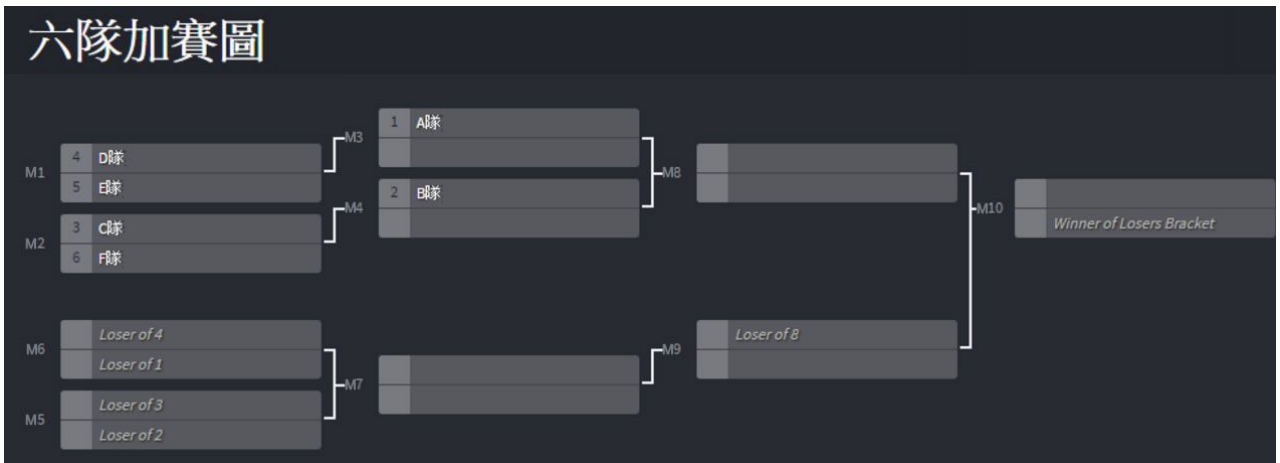 六隊加賽圖
M1
4 D隊
5 E隊
M2
3 C隊
6 F隊
M3
1 A隊
M4
2 B隊
M8
M10
Winner of Losers Bracket
M6
Loser of 4
Loser of 1
M5
Loser of 3
Loser of 2
M7
M9
Loser of 8